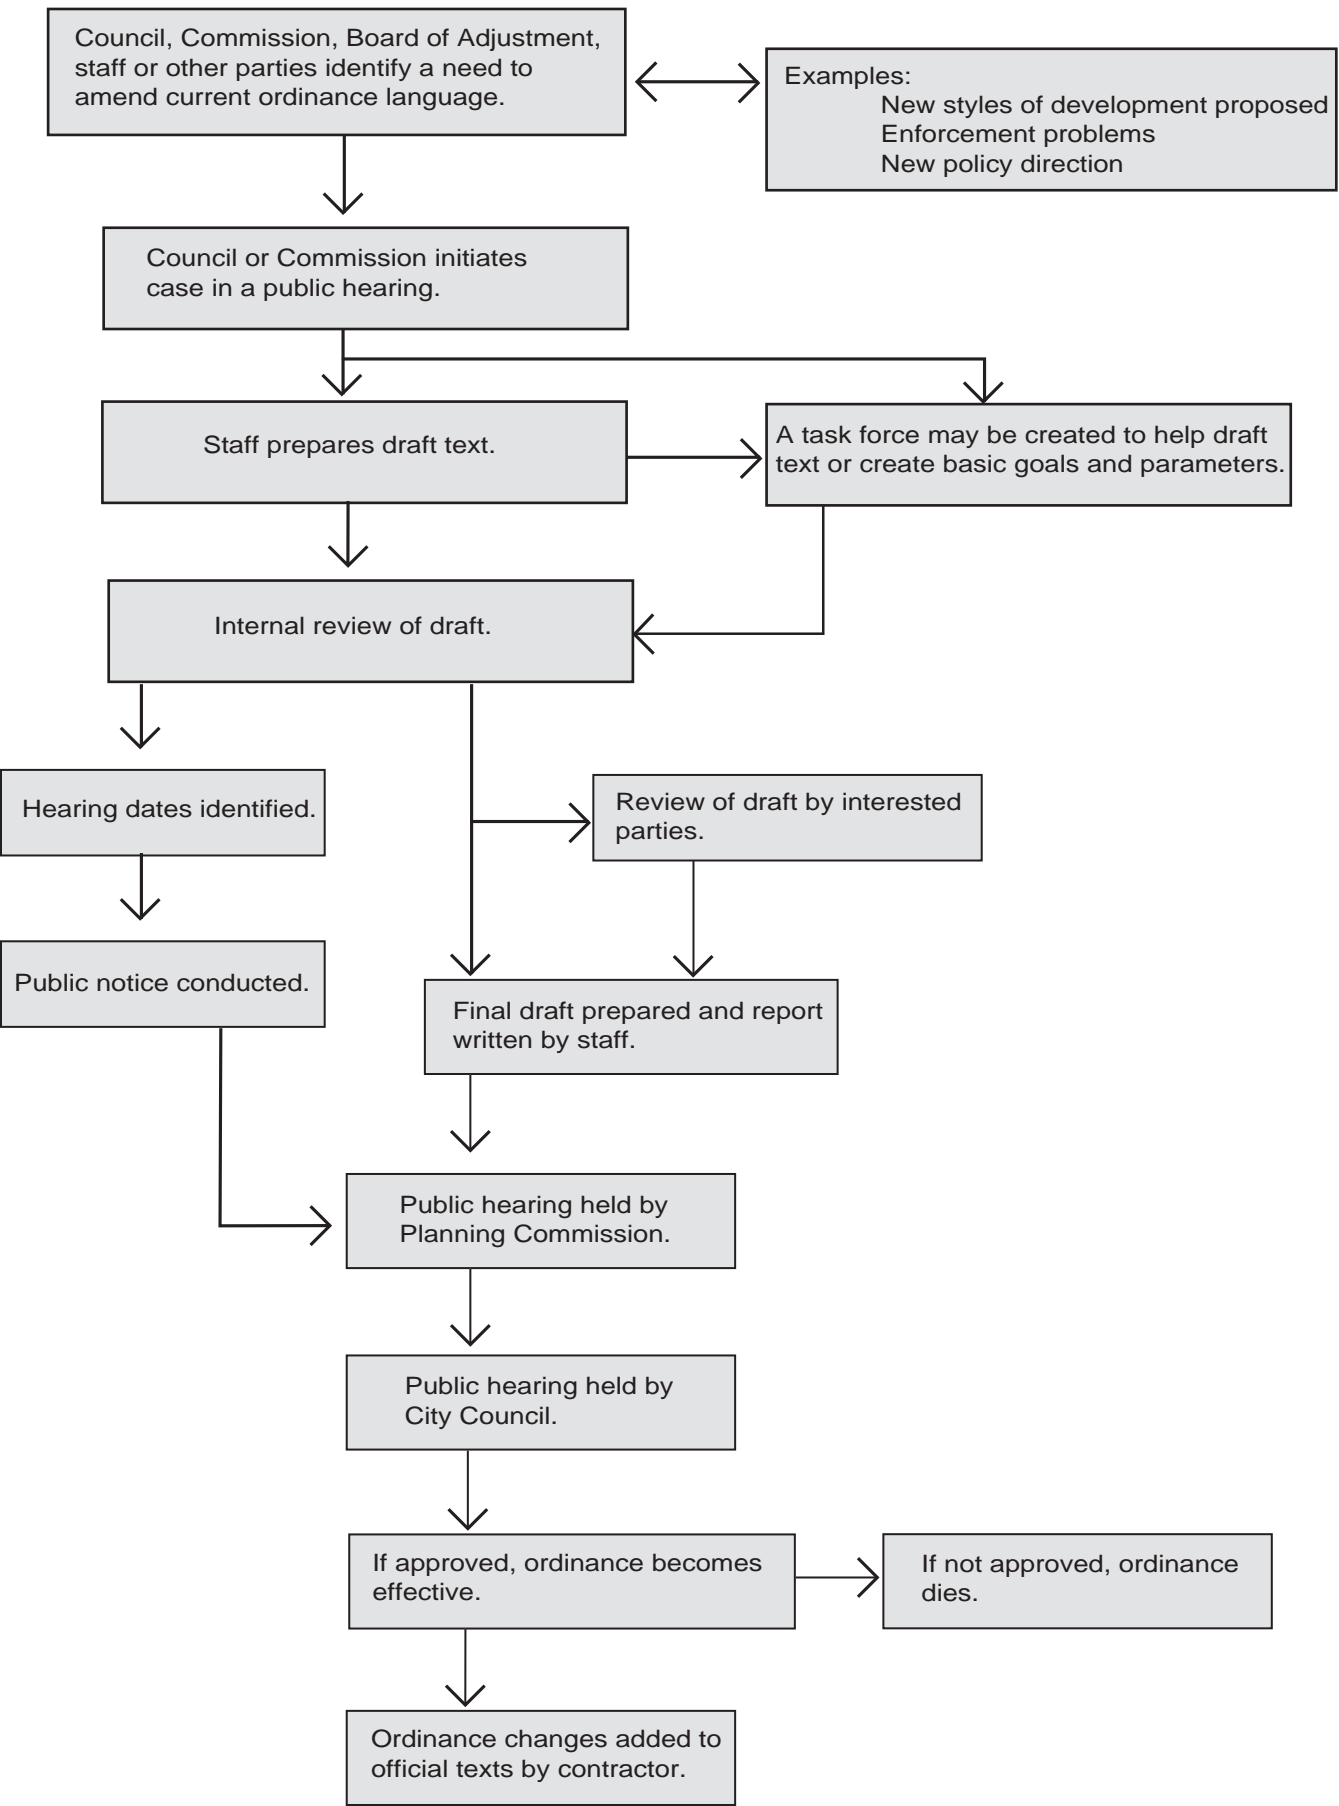 Council, Commission, Board of Adjustment,
staff or other parties identify a need to
amend current ordinance language.
Examples:
New styles of development proposed
Enforcement problems
New policy direction
Council or Commission initiates
case in a public hearing.
Staff prepares draft text.
A task force may be created to help draft
text or create basic goals and parameters.
Internal review of draft.
Hearing dates identified.
Review of draft by interested
parties.
Public notice conducted.
Final draft prepared and report
written by staff.
Public hearing held by
Planning Commission.
Public hearing held by
City Council.
If approved, ordinance becomes
effective.
If not approved, ordinance
dies.
Ordinance changes added to
official texts by contractor.